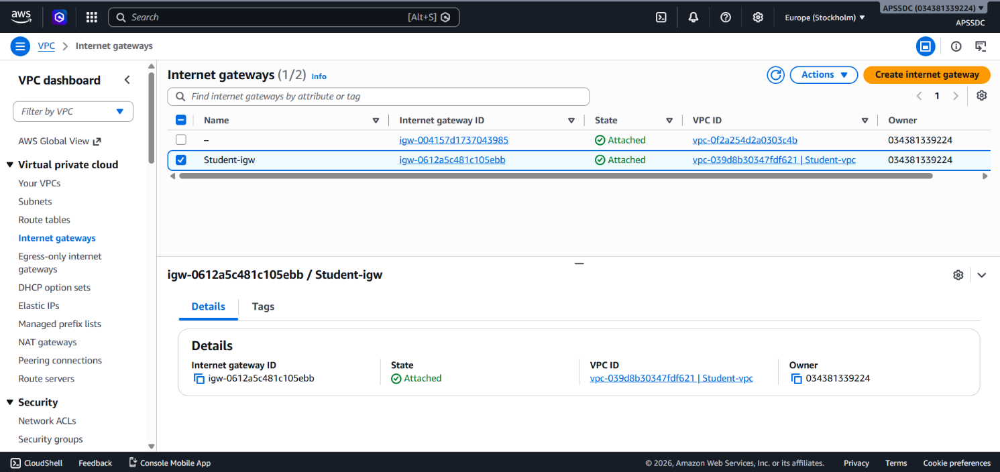 aws
Search [Alt+S]
Europe (Stockholm)
APSSDC (034381339224)
APSSDC
VPC
Internet gateways
VPC dashboard
Filter by VPC
AWS Global View
Virtual private cloud
Your VPCs
Subnets
Route tables
Internet gateways
Egress-only internet
gateways
DHCP option sets
Elastic IPs
Managed prefix lists
NAT gateways
Peering connections
Route servers
Security
Network ACLs
Security groups
Internet gateways (1/2) Info
Actions
Create internet gateway
Find internet gateways by attribute or tag
1
Name Internet gateway ID State VPC ID Owner
– igw-004157d1737043985 Attached vpc-0f2a254d2a0303c4b 034381339224
Student-igw igw-0612a5c481c105ebb Attached vpc-039d8b30347fdf621 | Student-vpc 034381339224
igw-0612a5c481c105ebb / Student-igw
Details Tags
Details
Internet gateway ID State VPC ID Owner
igw-0612a5c481c105ebb Attached vpc-039d8b30347fdf621 | Student-vpc 034381339224
CloudShell Feedback Console Mobile App © 2026, Amazon Web Services, Inc. or its affiliates. Privacy Terms Cookie preferences